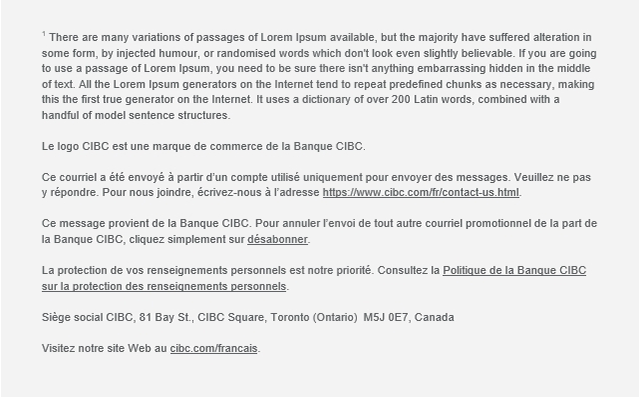 ¹ There are many variations of passages of Lorem Ipsum available, but the majority have suffered alteration in
some form, by injected humour, or randomised words which don't look even slightly believable. If you are going
to use a passage of Lorem Ipsum, you need to be sure there isn't anything embarrassing hidden in the middle
of text. All the Lorem Ipsum generators on the Internet tend to repeat predefined chunks as necessary, making
this the first true generator on the Internet. It uses a dictionary of over 200 Latin words, combined with a
handful of model sentence structures.
Le logo CIBC est une marque de commerce de la Banque CIBC.
Ce courriel a été envoyé à partir d'un compte utilisé uniquement pour envoyer des messages. Veuillez ne pas
y répondre. Pour nous joindre, écrivez-nous à l'adresse https://www.cibc.com/fr/contact-us.html.
Ce message provient de la Banque CIBC. Pour annuler l'envoi de tout autre courriel promotionnel de la part de
la Banque CIBC, cliquez simplement sur désabonner.
La protection de vos renseignements personnels est notre priorité. Consultez la Politique de la Banque CIBC
sur la protection des renseignements personnels.
Siège social CIBC, 81 Bay St., CIBC Square, Toronto (Ontario)  M5J 0E7, Canada
Visitez notre site Web au cibc.com/francais.